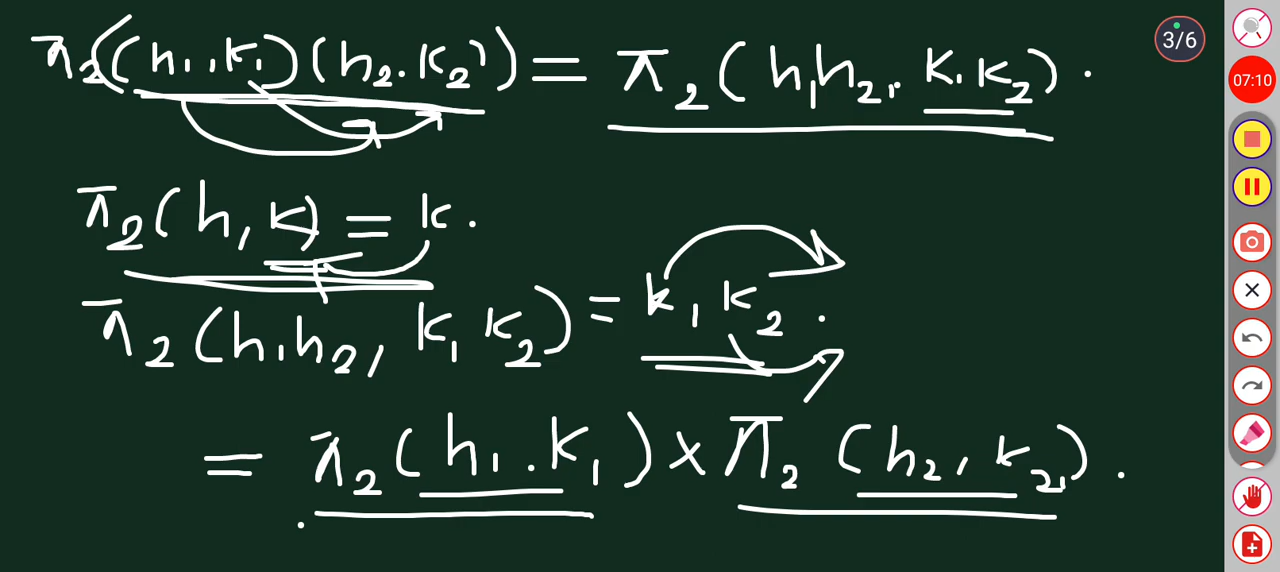 π₂((h₁,k₁)(h₂.k₂)) = π₂(h₁h₂, k₁k₂).
3/6
07:10
π₂(h,k) = k.
π₂(h₁h₂, k₁k₂) = k₁k₂.
= π₂(h₁.k₁) × π₂(h₂,k₂).